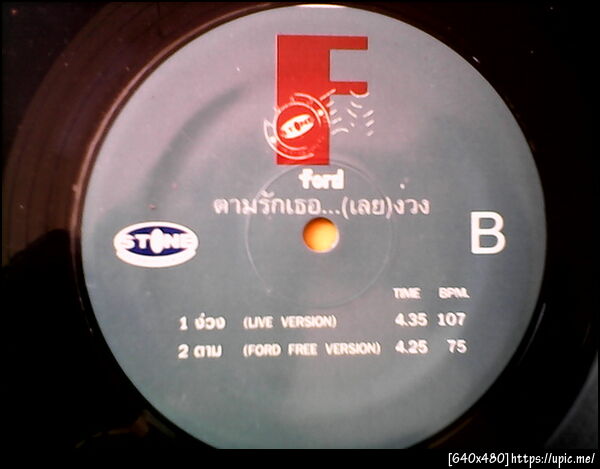 F
STONE
ford
ตามรักเธอ...(เลย)งวง
STONE
B
TIME BPM.
1 ง่วง (LIVE VERSION) 4.35 107
2 ตาม (FORD FREE VERSION) 4.25 75
[640x480]https://upic.me/